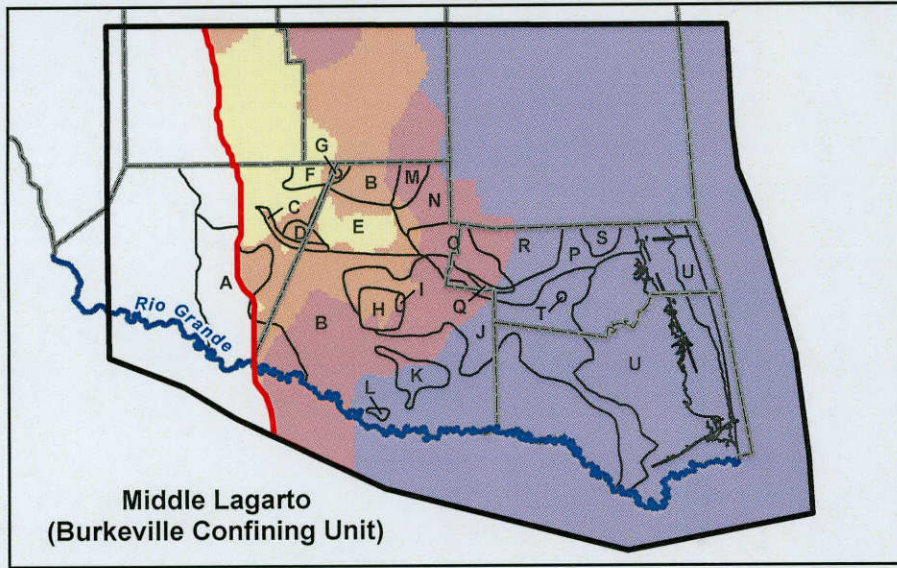 G
F
B
M
C
N
D
E
O
R
P
S
A
U
I
Q
H
T
B
J
Rio Grande
U
K
L
Middle Lagarto
(Burkeville Confining Unit)